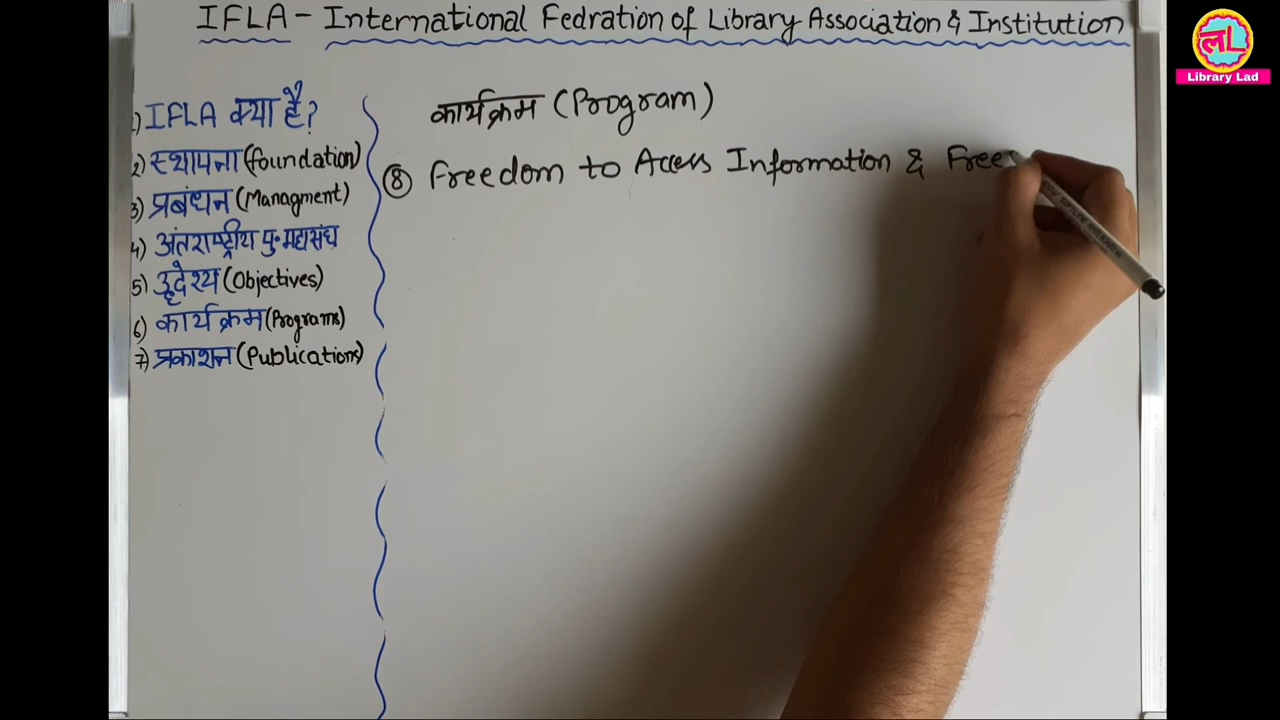 IFLA - International Fedration of Library Association & Institution
लL
Library Lad
1) IFLA क्या है?
2) स्थापना (foundation)
3) प्रबंधन (Managment)
4) अंतराष्ट्रीय पु. महासंघ
5) उद्देश्य (Objectives)
6) कार्यक्रम (Programs)
7) प्रकाशन (Publications)
कार्यक्रम (Program)
8 Freedom to Access Information & Free